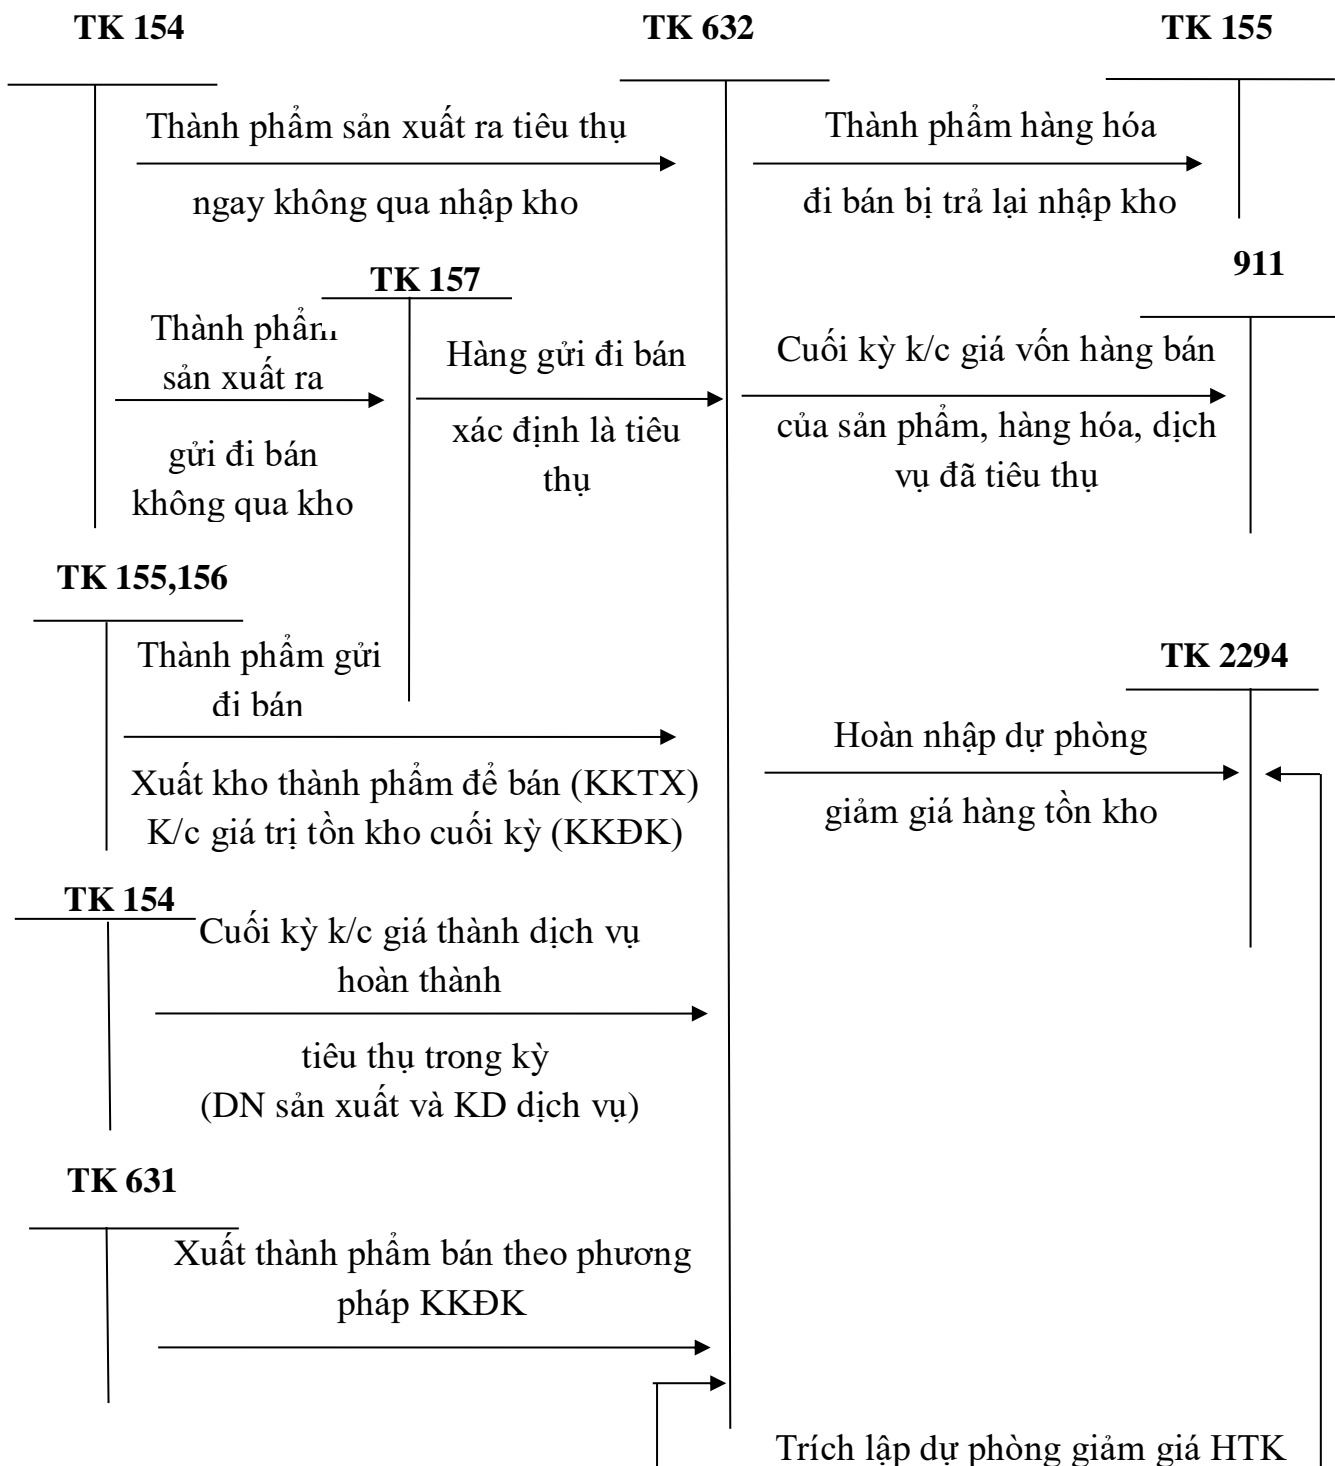 TK 154
TK 632
TK 155
Thành phẩm sản xuất ra tiêu thụ
ngay không qua nhập kho
Thành phẩm hàng hóa
đi bán bị trả lại nhập kho
TK 157
911
Thành phẩm
sản xuất ra
gửi đi bán
không qua kho
Hàng gửi đi bán
xác định là tiêu
thụ
Cuối kỳ k/c giá vốn hàng bán
của sản phẩm, hàng hóa, dịch
vụ đã tiêu thụ
TK 155,156
Thành phẩm gửi
đi bán
Xuất kho thành phẩm để bán (KKTX)
K/c giá trị tồn kho cuối kỳ (KKĐK)
TK 2294
Hoàn nhập dự phòng
giảm giá hàng tồn kho
TK 154
Cuối kỳ k/c giá thành dịch vụ
hoàn thành
tiêu thụ trong kỳ
(DN sản xuất và KD dịch vụ)
TK 631
Xuất thành phẩm bán theo phương
pháp KKĐK
Trích lập dự phòng giảm giá HTK